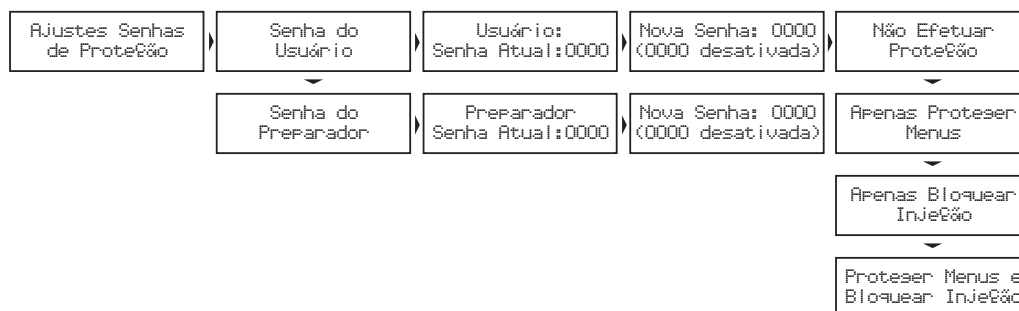 Ajustes Senhas
de Proteção
Senha do
Usuário
Usuário:
Senha Atual:0000
Nova Senha: 0000
(0000 desativada)
Não Efetuar
Proteção
Senha do
Preparador
Preparador
Senha Atual:0000
Nova Senha: 0000
(0000 desativada)
Apenas Proteger
Menus
Apenas Bloquear
Injeção
Proteger Menus e
Bloquear Injeção